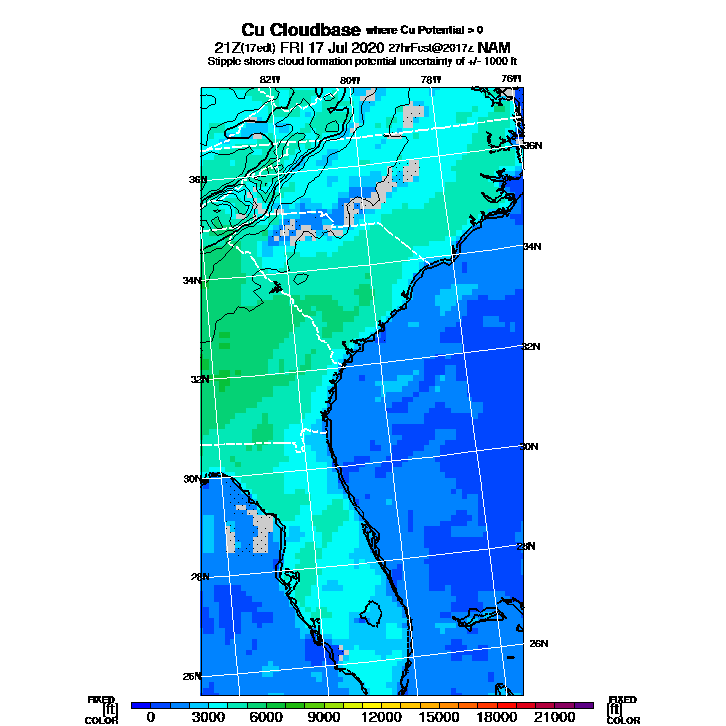 Cu Cloudbase where Cu Potential > 0
21Z(17edt) FRI 17 Jul 2020 27hrFcst@2017z NAM
Stipple shows cloud formation potential uncertainty of +/- 1000 ft
82W 80W 78W 76W
36N
36N
34N
34N
32N
32N
30N
30N
28N
28N
26N
26N
FIXED FIXED
[ft] [ft]
COLOR COLOR
0 3000 6000 9000 12000 15000 18000 21000